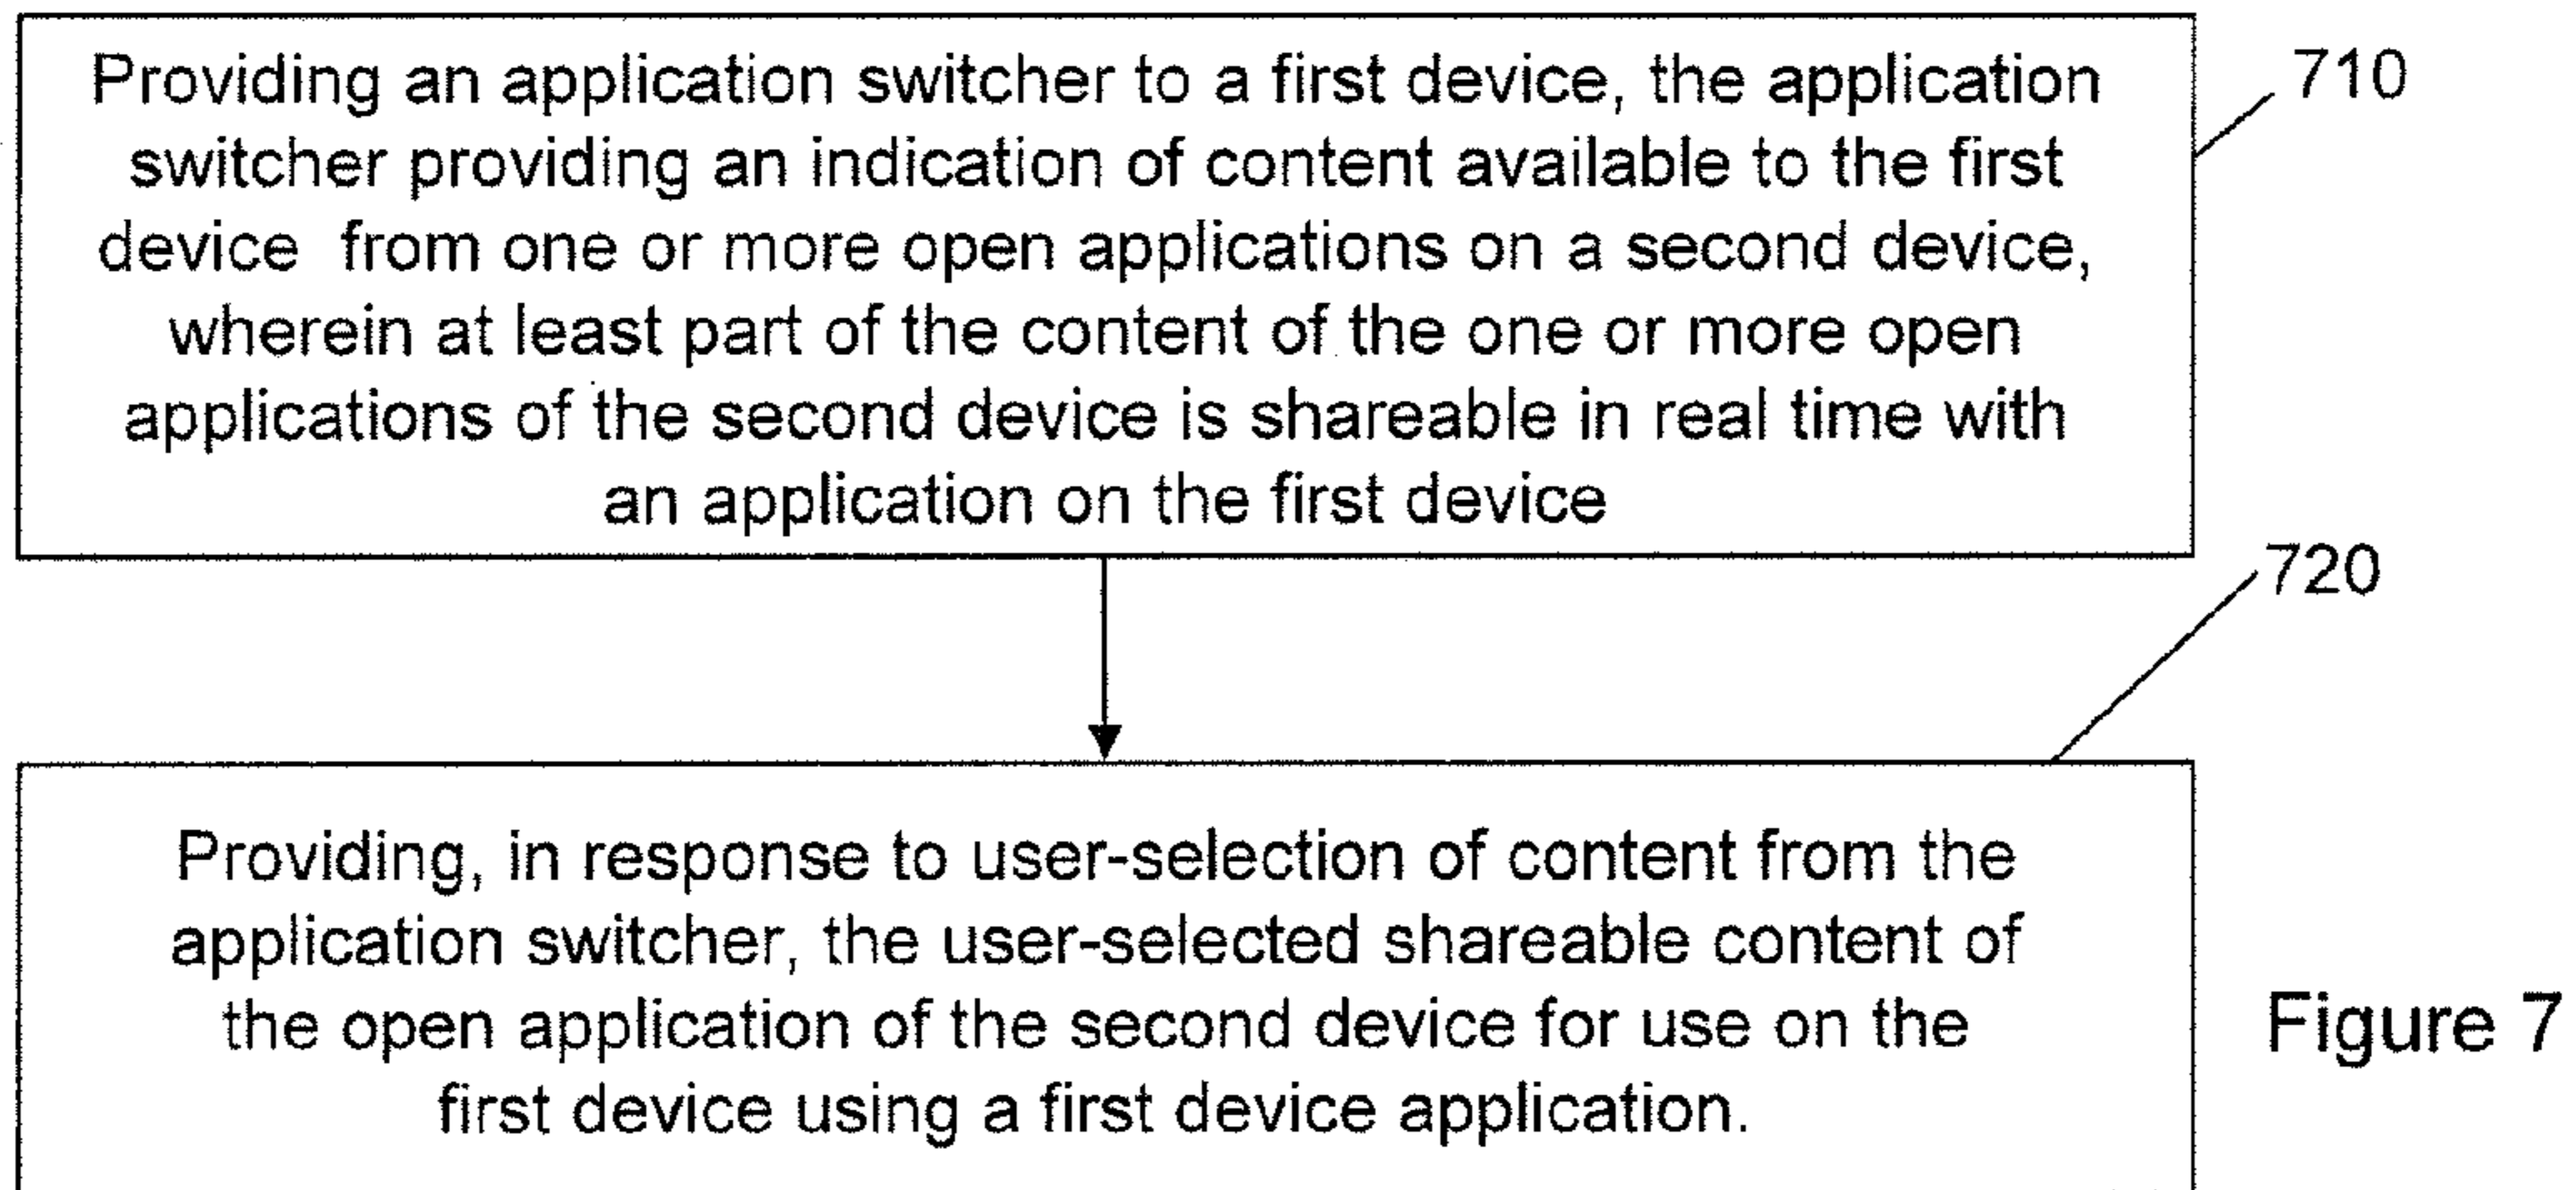 Providing an application switcher to a first device, the application
switcher providing an indication of content available to the first
device from one or more open applications on a second device,
wherein at least part of the content of the one or more open
applications of the second device is shareable in real time with
an application on the first device
710
720
Providing, in response to user-selection of content from the
application switcher, the user-selected shareable content of
the open application of the second device for use on the
first device using a first device application.
Figure 7